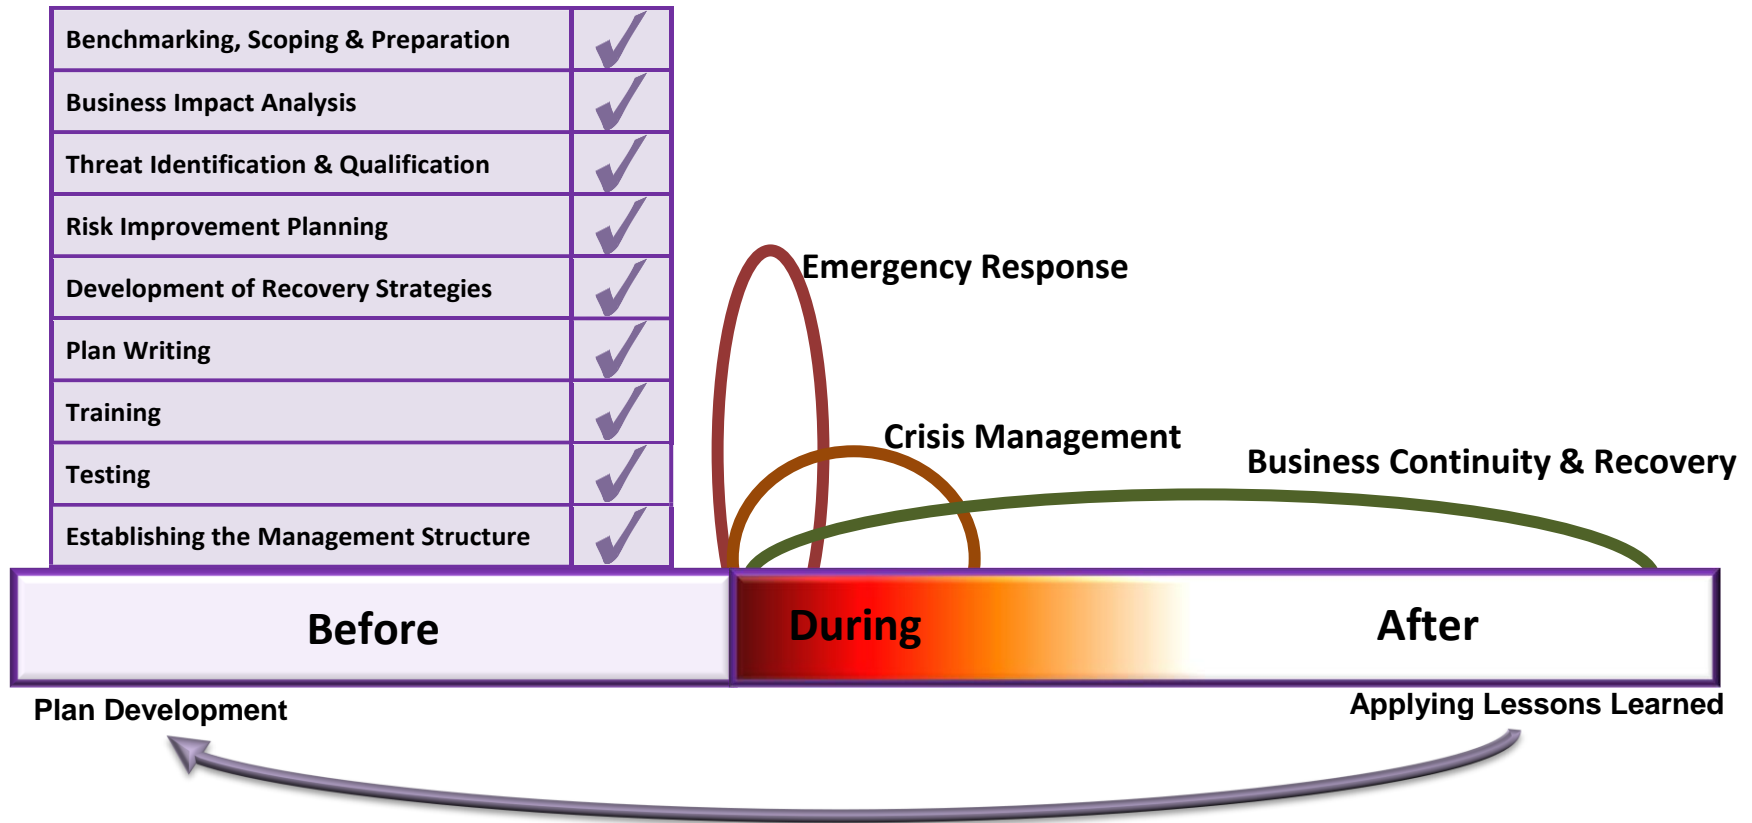 Benchmarking, Scoping & Preparation
Business Impact Analysis
Threat Identification & Qualification
Risk Improvement Planning
Development of Recovery Strategies
Plan Writing
Training
Testing
Establishing the Management Structure
Emergency Response
Crisis Management
Business Continuity & Recovery
Before
During
After
Plan Development
Applying Lessons Learned